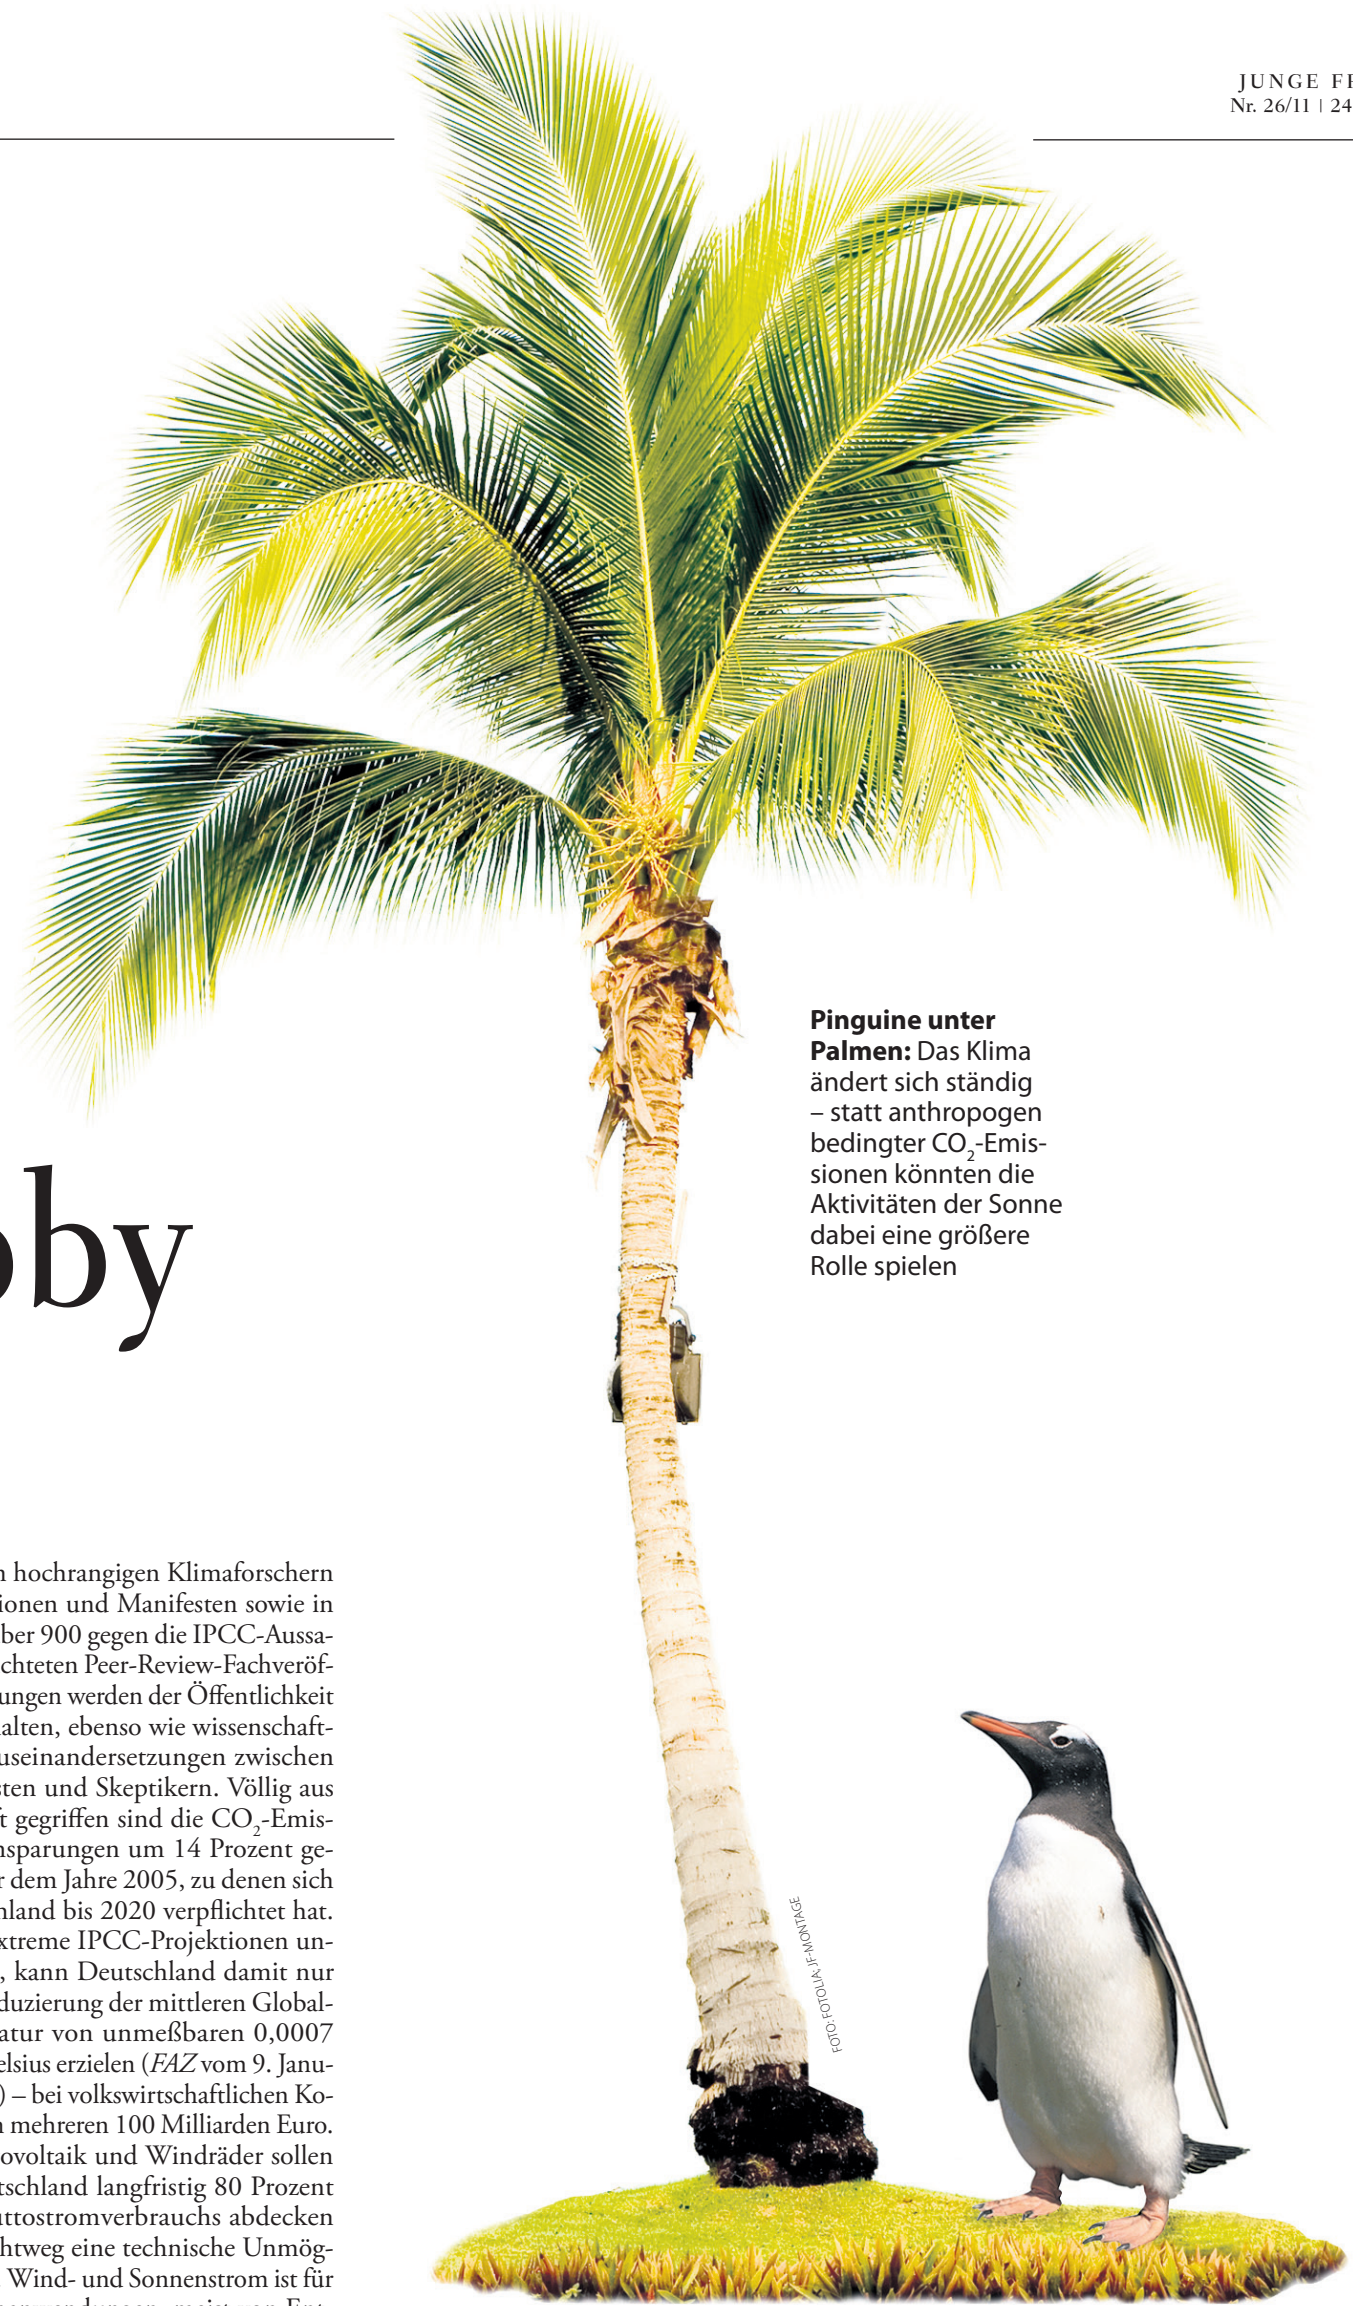 JUNGE FR
Nr. 26/11 | 24
Pinguine unter
Palmen: Das Klima
ändert sich ständig
– statt anthropogen
bedingter CO₂-Emis-
sionen könnten die
Aktivitäten der Sonne
dabei eine größere
Rolle spielen
bby
hochrangigen Klimaforschern
ionen und Manifesten sowie in
ber 900 gegen die IPCC-Aussa-
chteten Peer-Review-Fachveröf-
ungen werden der Öffentlichkeit
alten, ebenso wie wissenschaft-
useinandersetzungen zwischen
sten und Skeptikern. Völlig aus
ft gegriffen sind die CO₂-Emis-
nsparungen um 14 Prozent ge-
r dem Jahre 2005, zu denen sich
hland bis 2020 verpflichtet hat.
xtreme IPCC-Projektionen un-
, kann Deutschland damit nur
duzierung der mittleren Global-
atur von unmeßbaren 0,0007
elsius erzielen (FAZ vom 9. Janu-
) – bei volkswirtschaftlichen Ko-
n mehreren 100 Milliarden Euro.
ovoltaik und Windräder sollen
tschland langfristig 80 Prozent
uttostromverbrauchs abdecken
chtweg eine technische Unmög-
. Wind- und Sonnenstrom ist für
FOTO: FOTOLIA; JF-MONTAGE